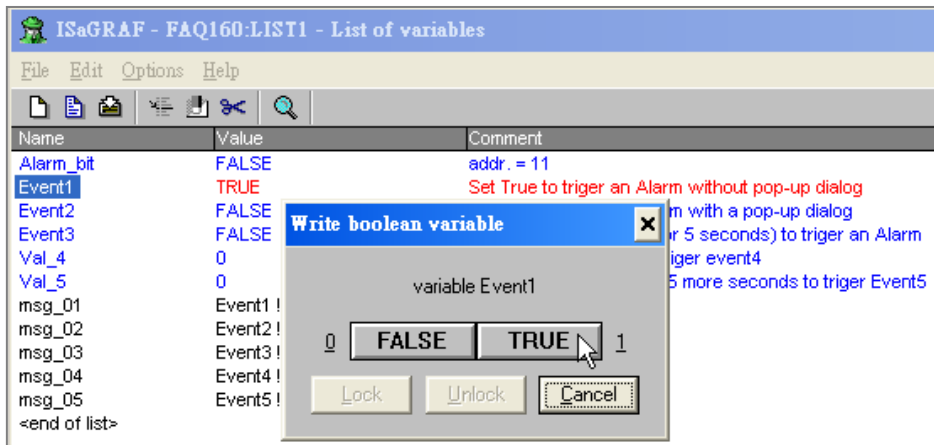 ISaGRAF - FAQ160:LIST1 - List of variables
File Edit Options Help
Name Value Comment
Alarm_bit FALSE addr. = 11
Event1 TRUE Set True to triger an Alarm without pop-up dialog
Event2 FALSE m with a pop-up dialog
Event3 FALSE or 5 seconds) to triger an Alarm
Val_4 0 iger event4
Val_5 0 5 more seconds to triger Event5
msg_01 Event1 !
msg_02 Event2 !
msg_03 Event3 !
msg_04 Event4 !
msg_05 Event5 !
<end of list>
Write boolean variable
variable Event1
0 FALSE TRUE 1
Lock Unlock Cancel